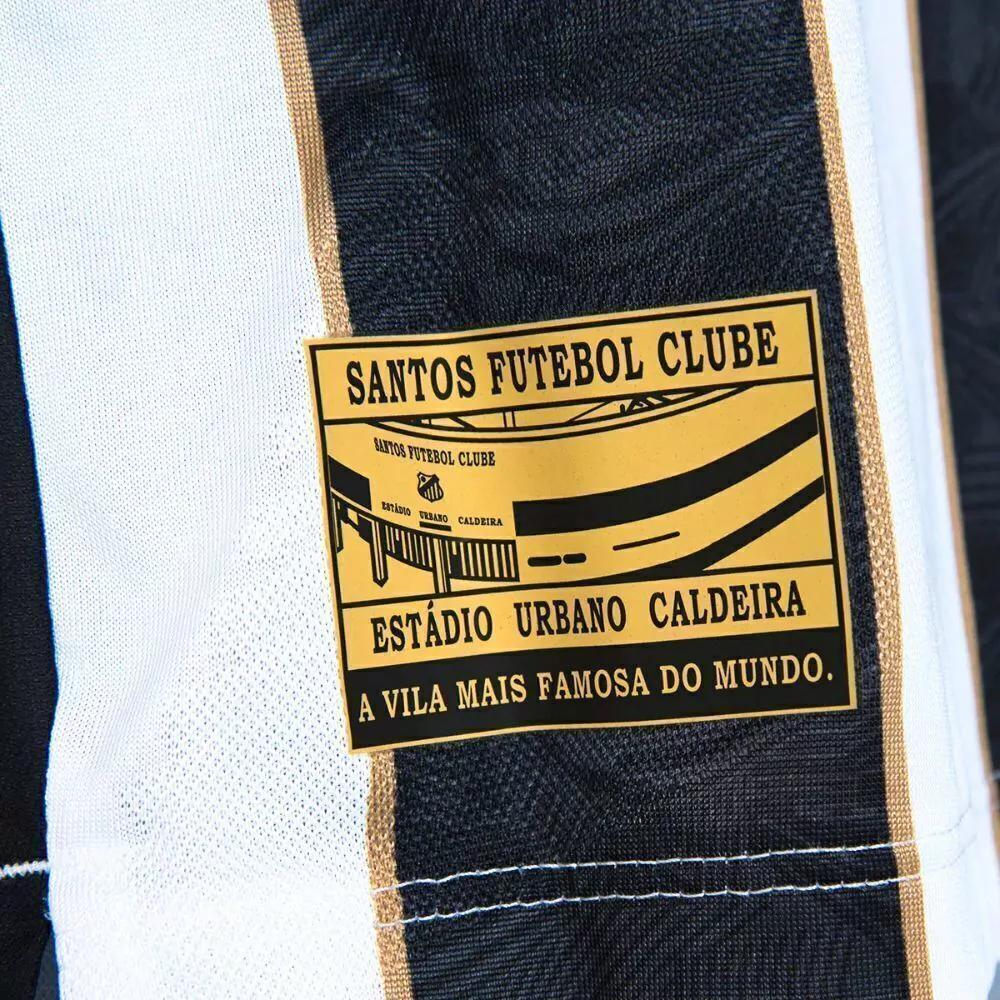 SANTOS FUTEBOL CLUBE
SANTOS FUTEBOL CLUBE
ESTÁDIO URBANO CALDEIRA
ESTÁDIO URBANO CALDEIRA
A VILA MAIS FAMOSA DO MUNDO.